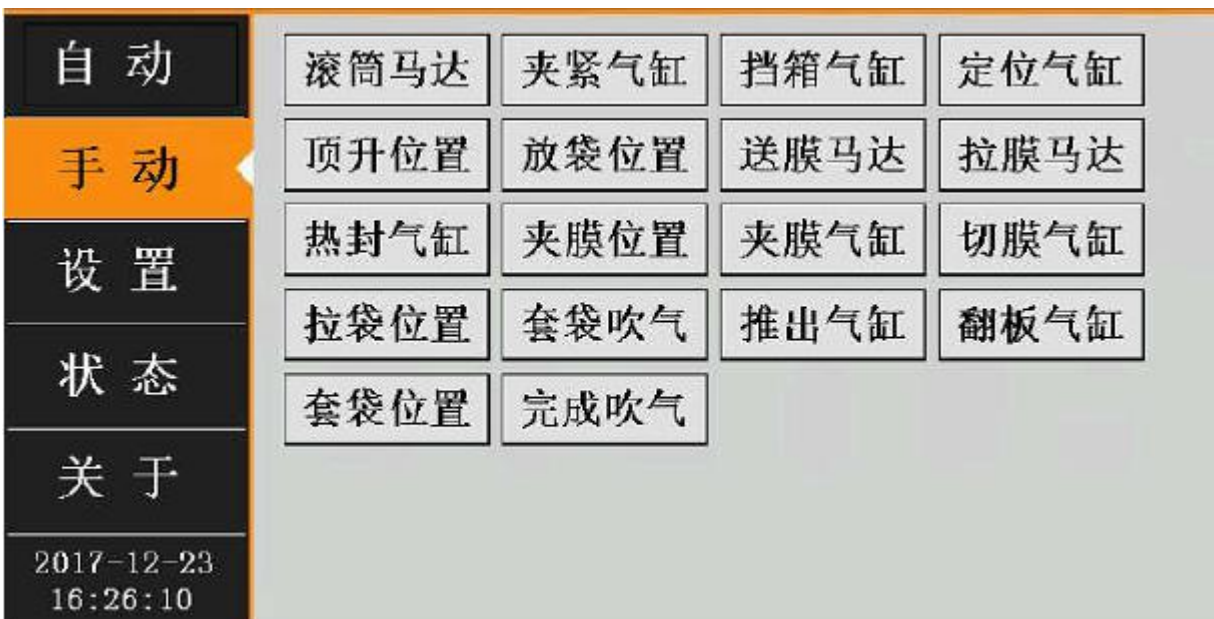 自动
手动
设置
状态
关于
2017-12-23
16:26:10
滚筒马达 夹紧气缸 挡箱气缸 定位气缸
顶升位置 放袋位置 送膜马达 拉膜马达
热封气缸 夹膜位置 夹膜气缸 切膜气缸
拉袋位置 套袋吹气 推出气缸 翻板气缸
套袋位置 完成吹气